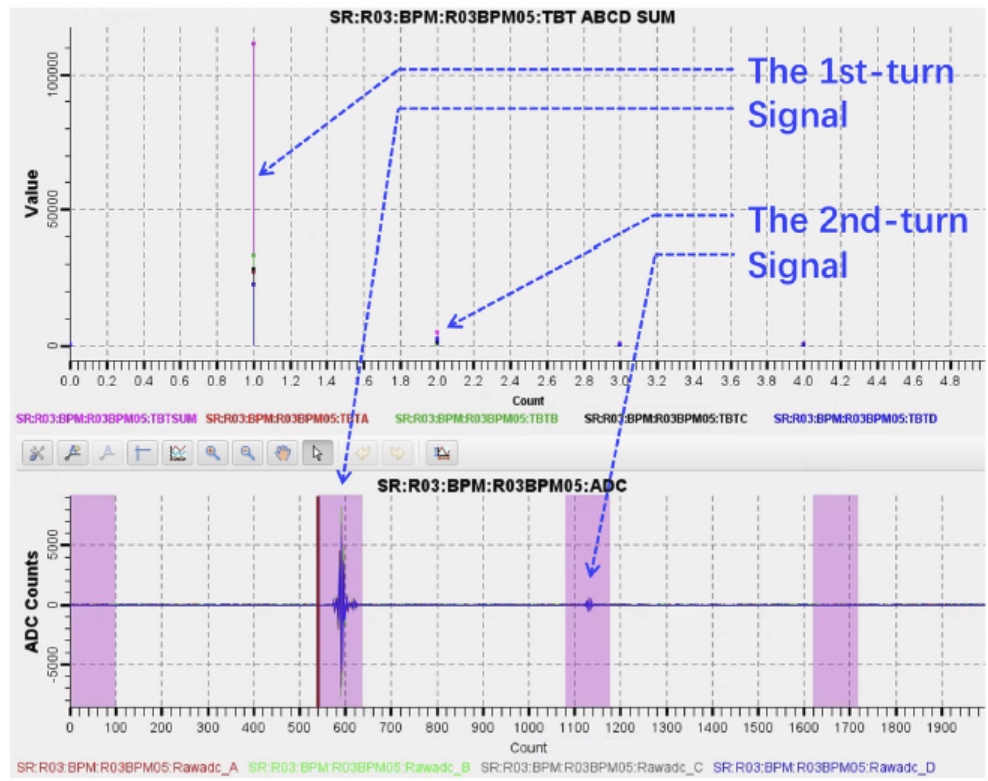 SR:R03:BPM:R03BPM05:TBT ABCD SUM
The 1st-turn
Signal
The 2nd-turn
Signal
Value
100000
50000
0
0.0 0.2 0.4 0.6 0.8 1.0 1.2 1.4 1.6 1.8 2.0 2.2 2.4 2.6 2.8 3.0 3.2 3.4 3.6 3.8 4.0 4.2 4.4 4.6 4.8
Count
SR:R03:BPM:R03BPM05:TBTSUM SR:R03:BPM:R03BPM05:TBTA SR:R03:BPM:R03BPM05:TBTB SR:R03:BPM:R03BPM05:TBTC SR:R03:BPM:R03BPM05:TBTD
SR:R03:BPM:R03BPM05:ADC
ADC Counts
5000
0
-5000
0 100 200 300 400 500 600 700 800 900 1000 1100 1200 1300 1400 1500 1600 1700 1800 1900
Count
SR:R03:BPM:R03BPM05:Rawadc_A SR:R03:BPM:R03BPM05:Rawadc_B SR:R03:BPM:R03BPM05:Rawadc_C SR:R03:BPM:R03BPM05:Rawadc_D